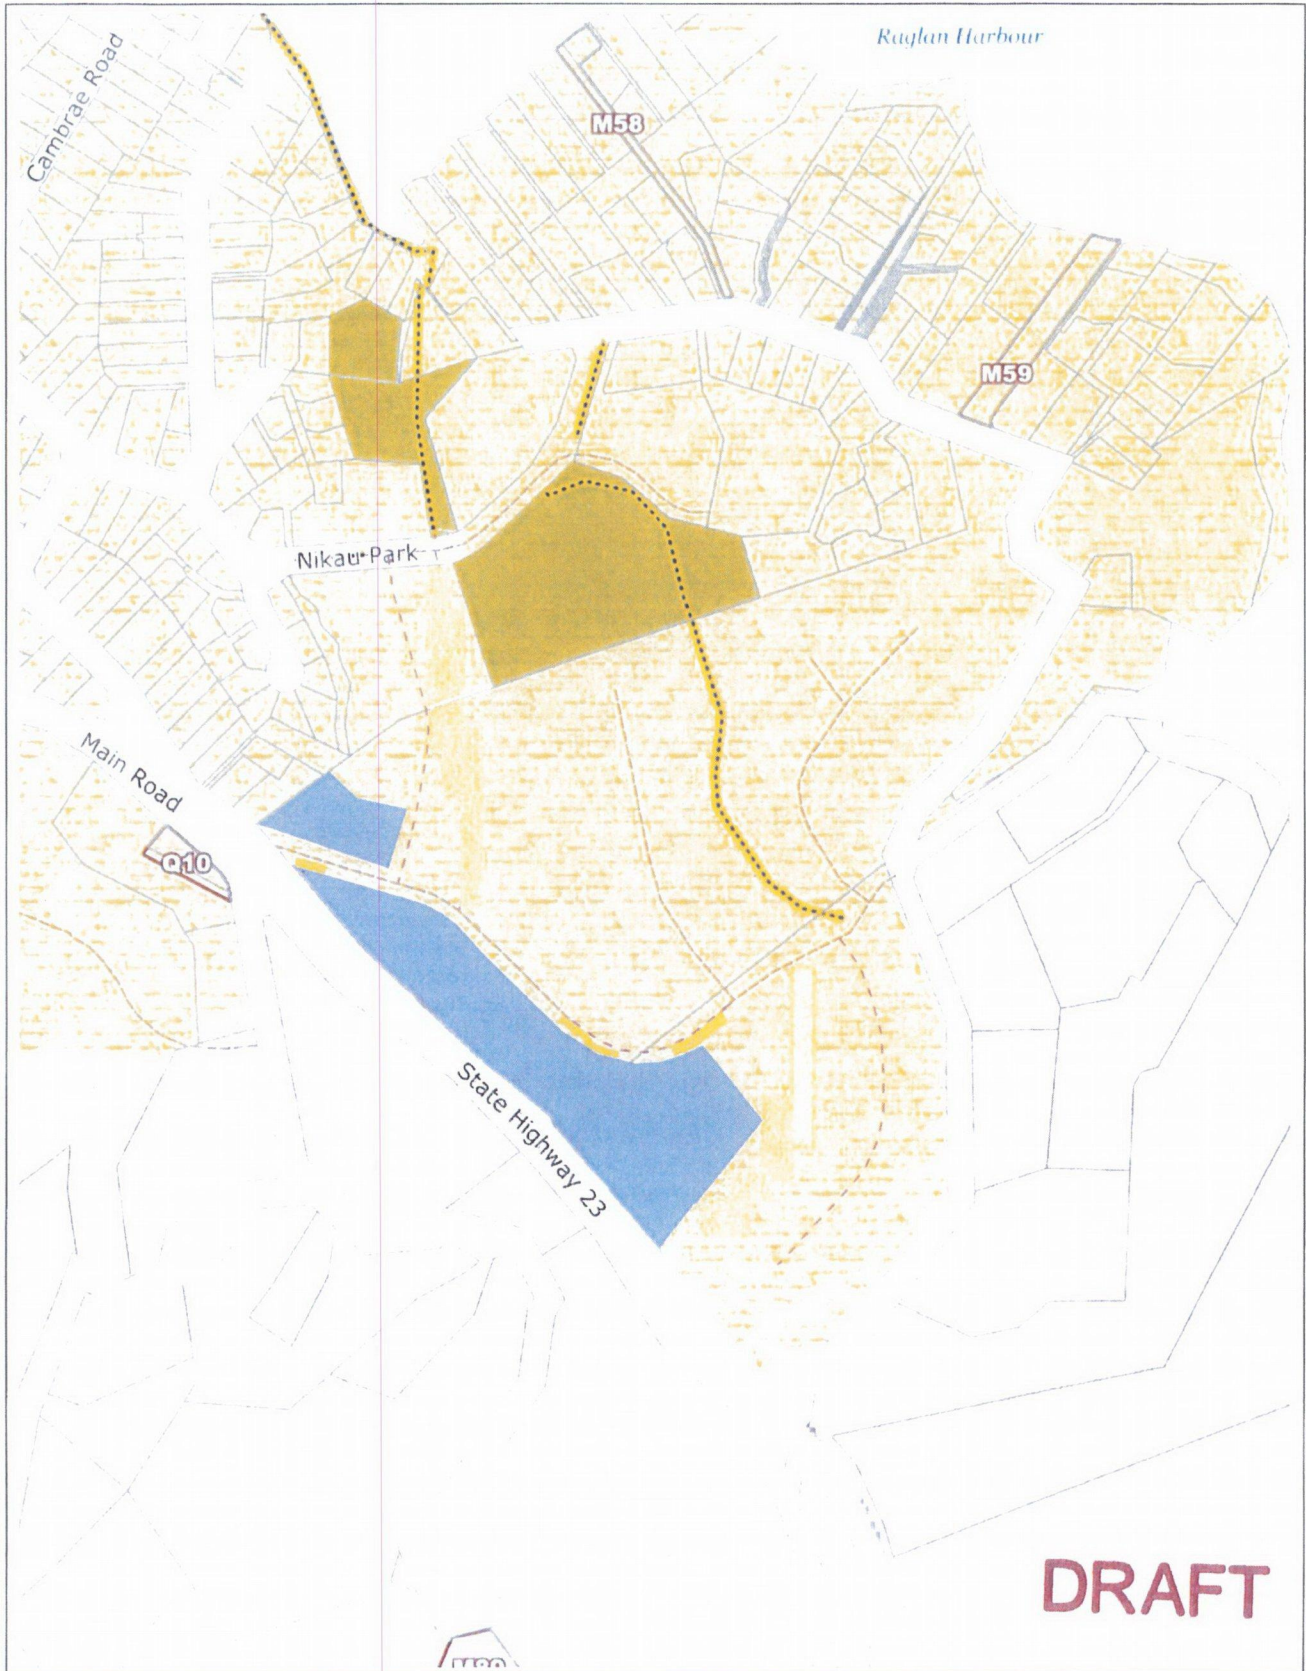 Raglan Harbour
Cambrae Road
M58
M59
Nikau Park
Main Road
Q10
State Highway 23
DRAFT